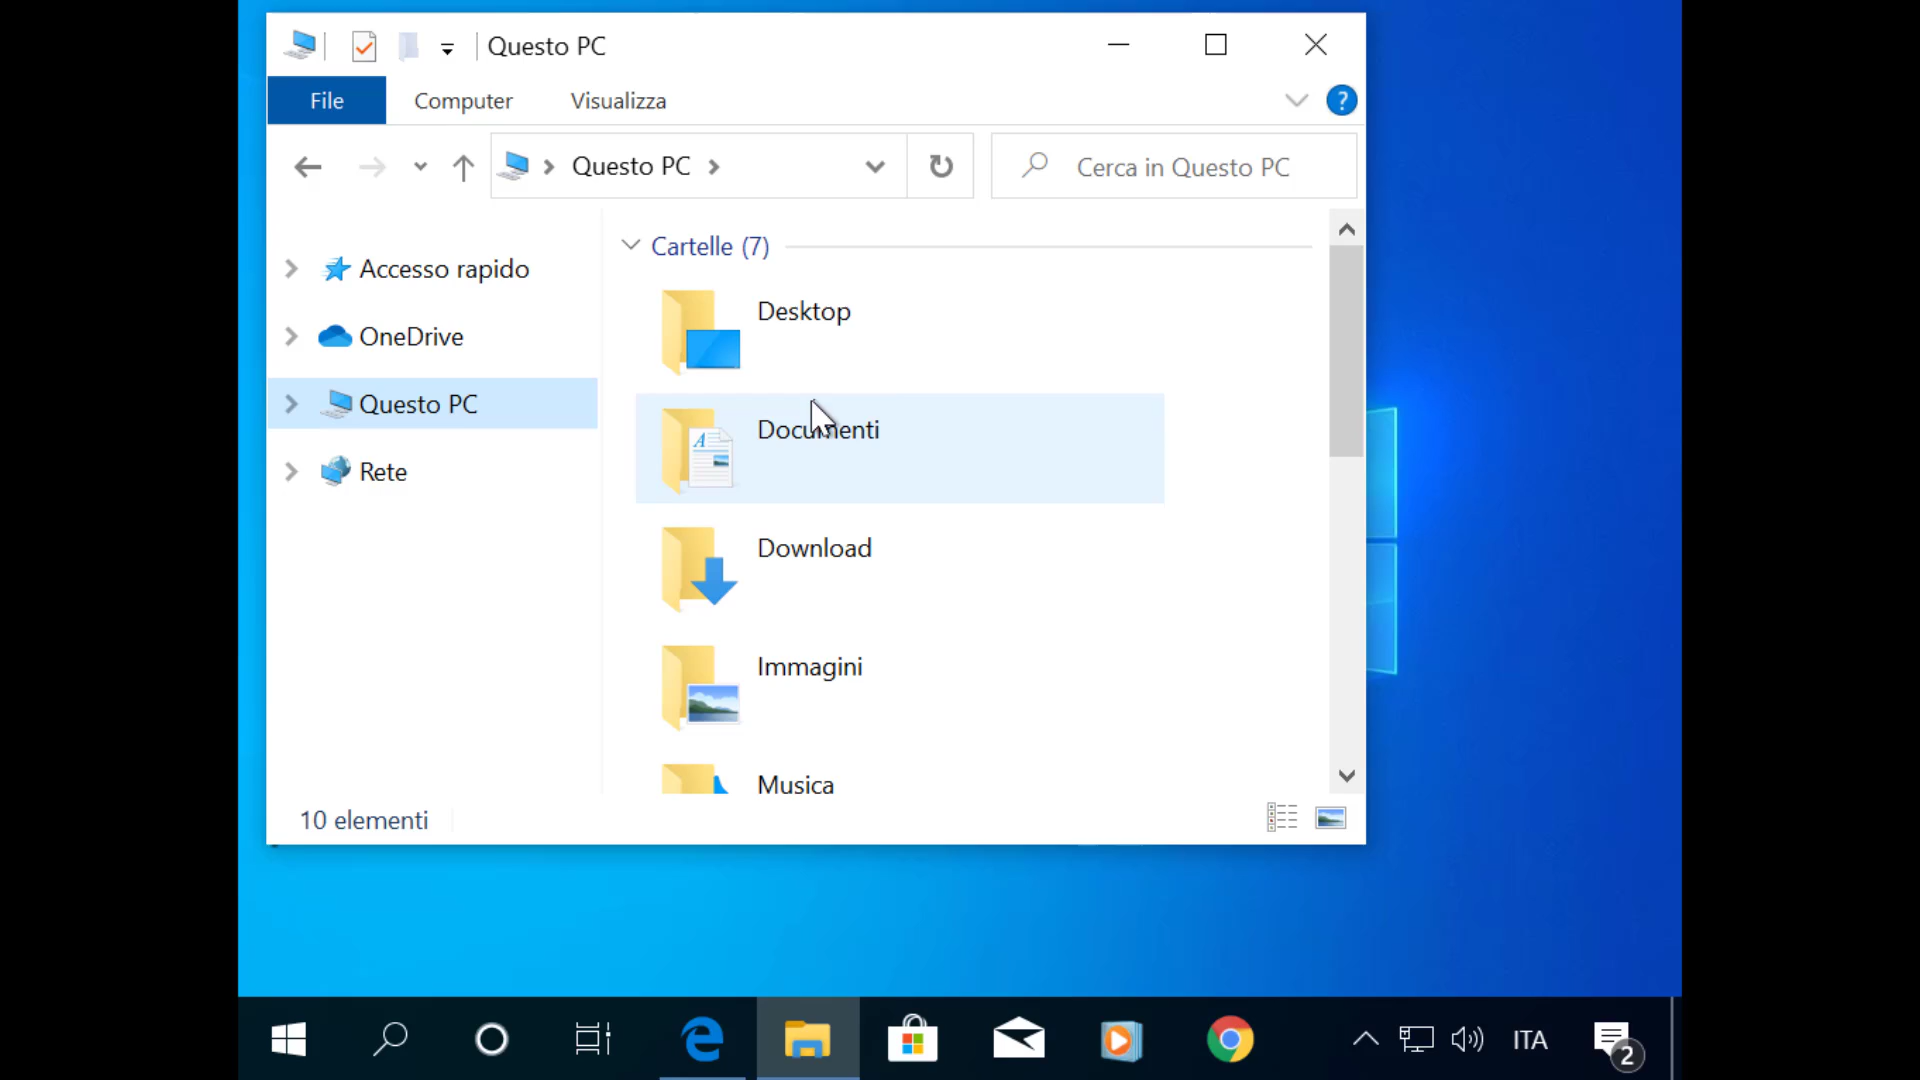 Questo PC
File Computer Visualizza ?
Questo PC
Cerca in Questo PC
Cartelle (7)
Accesso rapido
OneDrive
Questo PC
Rete
Desktop
Documenti
Download
Immagini
Musica
10 elementi
ITA
2